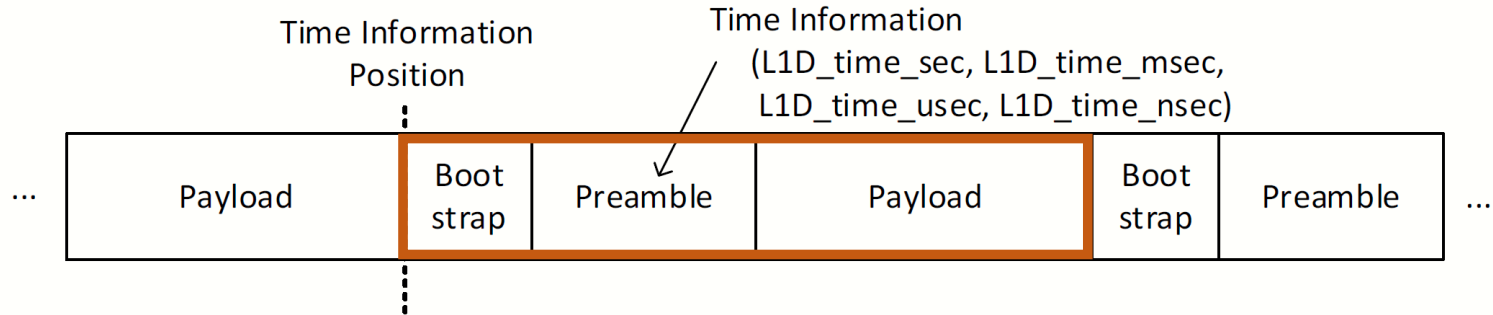 Time Information
Position
Time Information
(L1D_time_sec, L1D_time_msec,
L1D_time_usec, L1D_time_nsec)
...
Payload
Boot
strap
Preamble
Payload
Boot
strap
Preamble
...